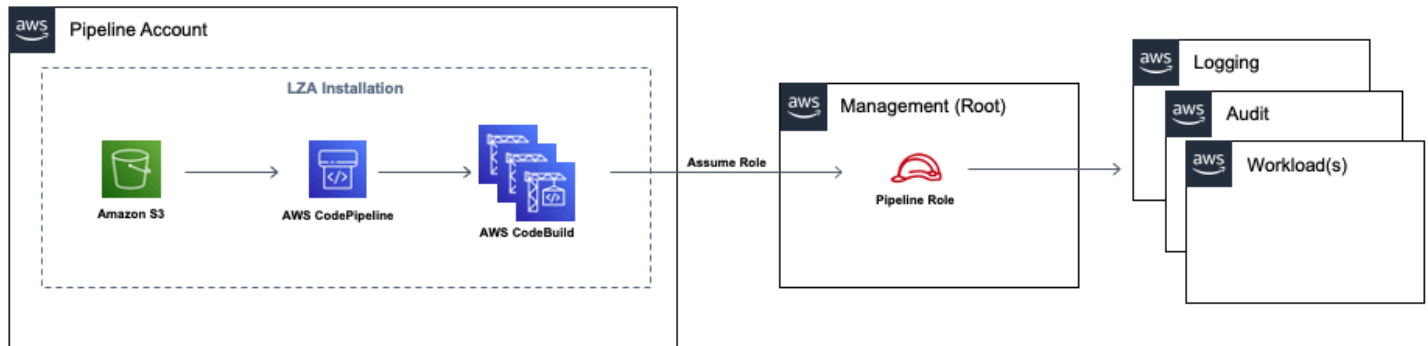 aws
Pipeline Account
LZA Installation
Amazon S3
</>
AWS CodePipeline
</>
AWS CodeBuild
Assume Role
aws
Management (Root)
Pipeline Role
aws
Logging
aws
Audit
aws
Workload(s)